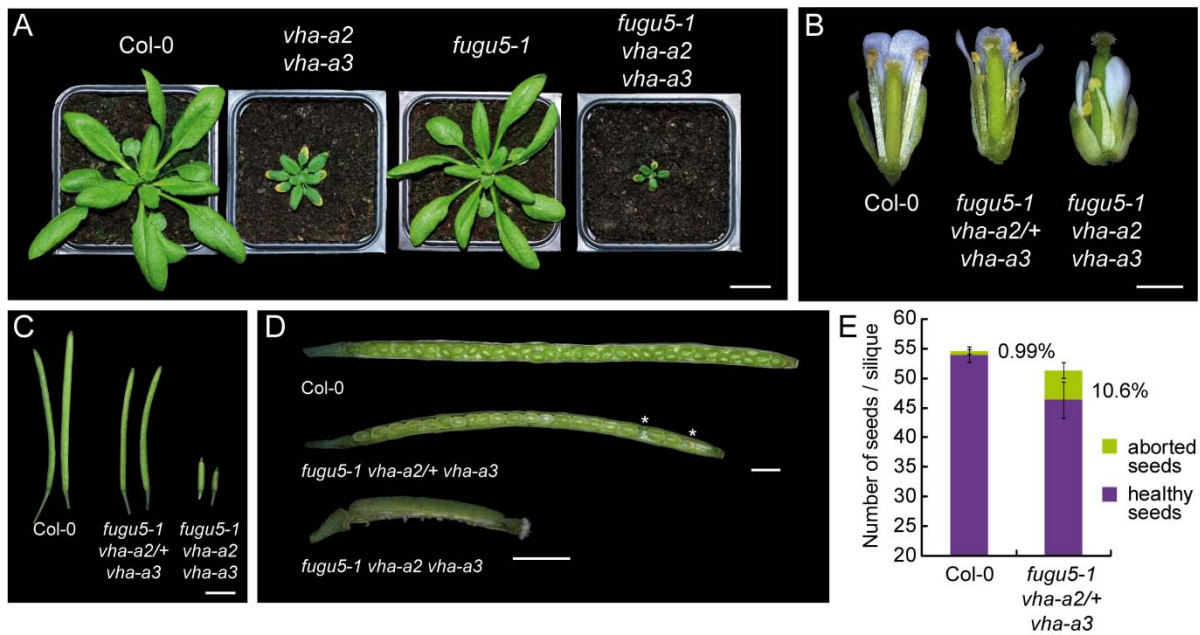 A
Col-0
vha-a2
vha-a3
fugu5-1
fugu5-1
vha-a2
vha-a3
B
Col-0
fugu5-1
vha-a2/+
vha-a3
fugu5-1
vha-a2
vha-a3
C
Col-0
fugu5-1
vha-a2/+
vha-a3
fugu5-1
vha-a2
vha-a3
D
Col-0
* *
fugu5-1 vha-a2/+ vha-a3
fugu5-1 vha-a2 vha-a3
E
Number of seeds / silique
60
55
50
45
40
35
30
25
20
0.99%
10.6%
aborted
seeds
healthy
seeds
Col-0
fugu5-1
vha-a2/+
vha-a3